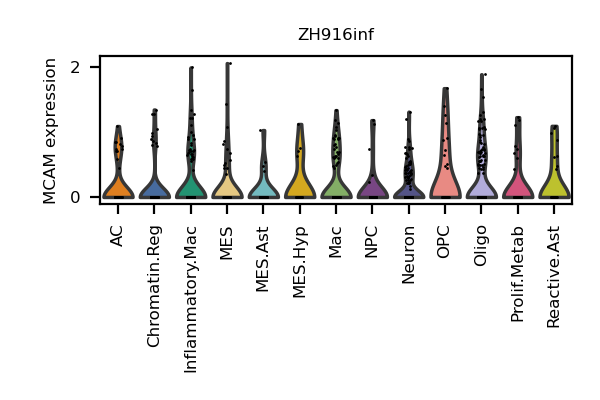 ZH916inf
MCAM expression
2
0
AC
Chromatin.Reg
Inflammatory.Mac
MES
MES.Ast
MES.Hyp
Mac
NPC
Neuron
OPC
Oligo
Prolif.Metab
Reactive.Ast